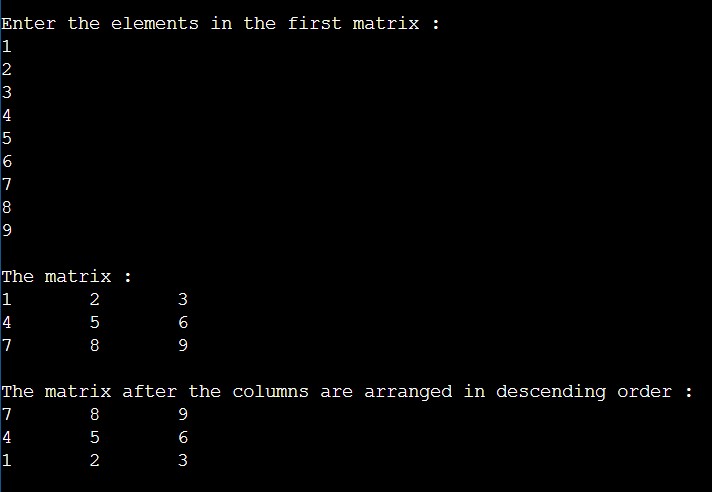 Enter the elements in the first matrix :
1
2
3
4
5
6
7
8
9
The matrix :
1 2 3
4 5 6
7 8 9
The matrix after the columns are arranged in descending order :
7 8 9
4 5 6
1 2 3